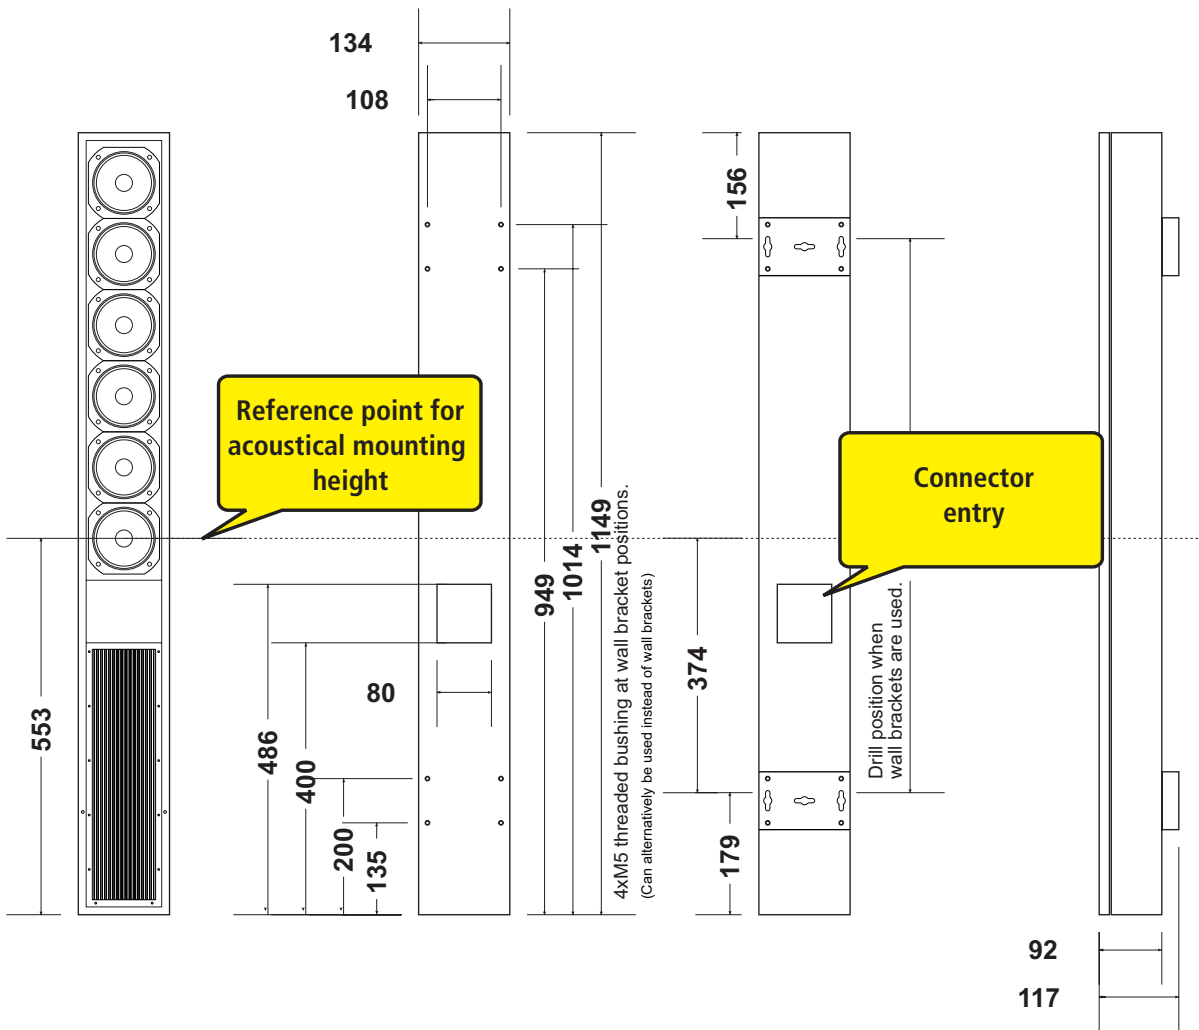 134
108
156
Reference point for
acoustical mounting
height
Connector
entry
1149
1014
949
4xM5 threaded bushing at wall bracket positions.
(Can alternatively be used instead of wall brackets)
374
Drill position when
wall brackets are used.
80
553
486
400
200
135
179
92
117